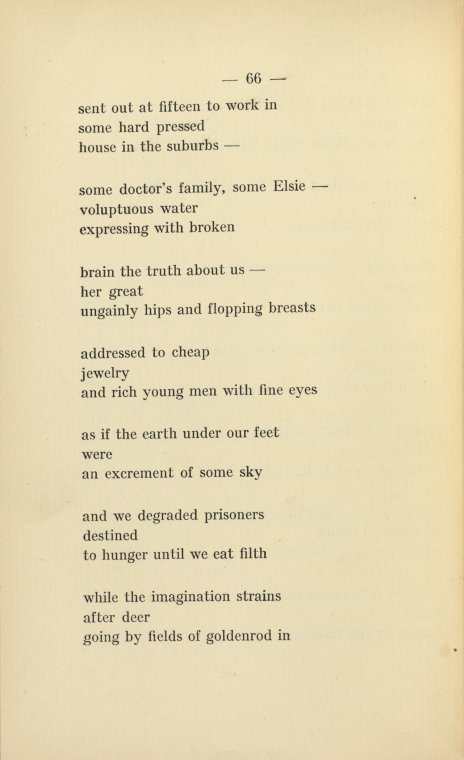 — 66 —
sent out at fifteen to work in
some hard pressed
house in the suburbs —
some doctor's family, some Elsie —
voluptuous water
expressing with broken
brain the truth about us —
her great
ungainly hips and flopping breasts
addressed to cheap
jewelry
and rich young men with fine eyes
as if the earth under our feet
were
an excrement of some sky
and we degraded prisoners
destined
to hunger until we eat filth
while the imagination strains
after deer
going by fields of goldenrod in